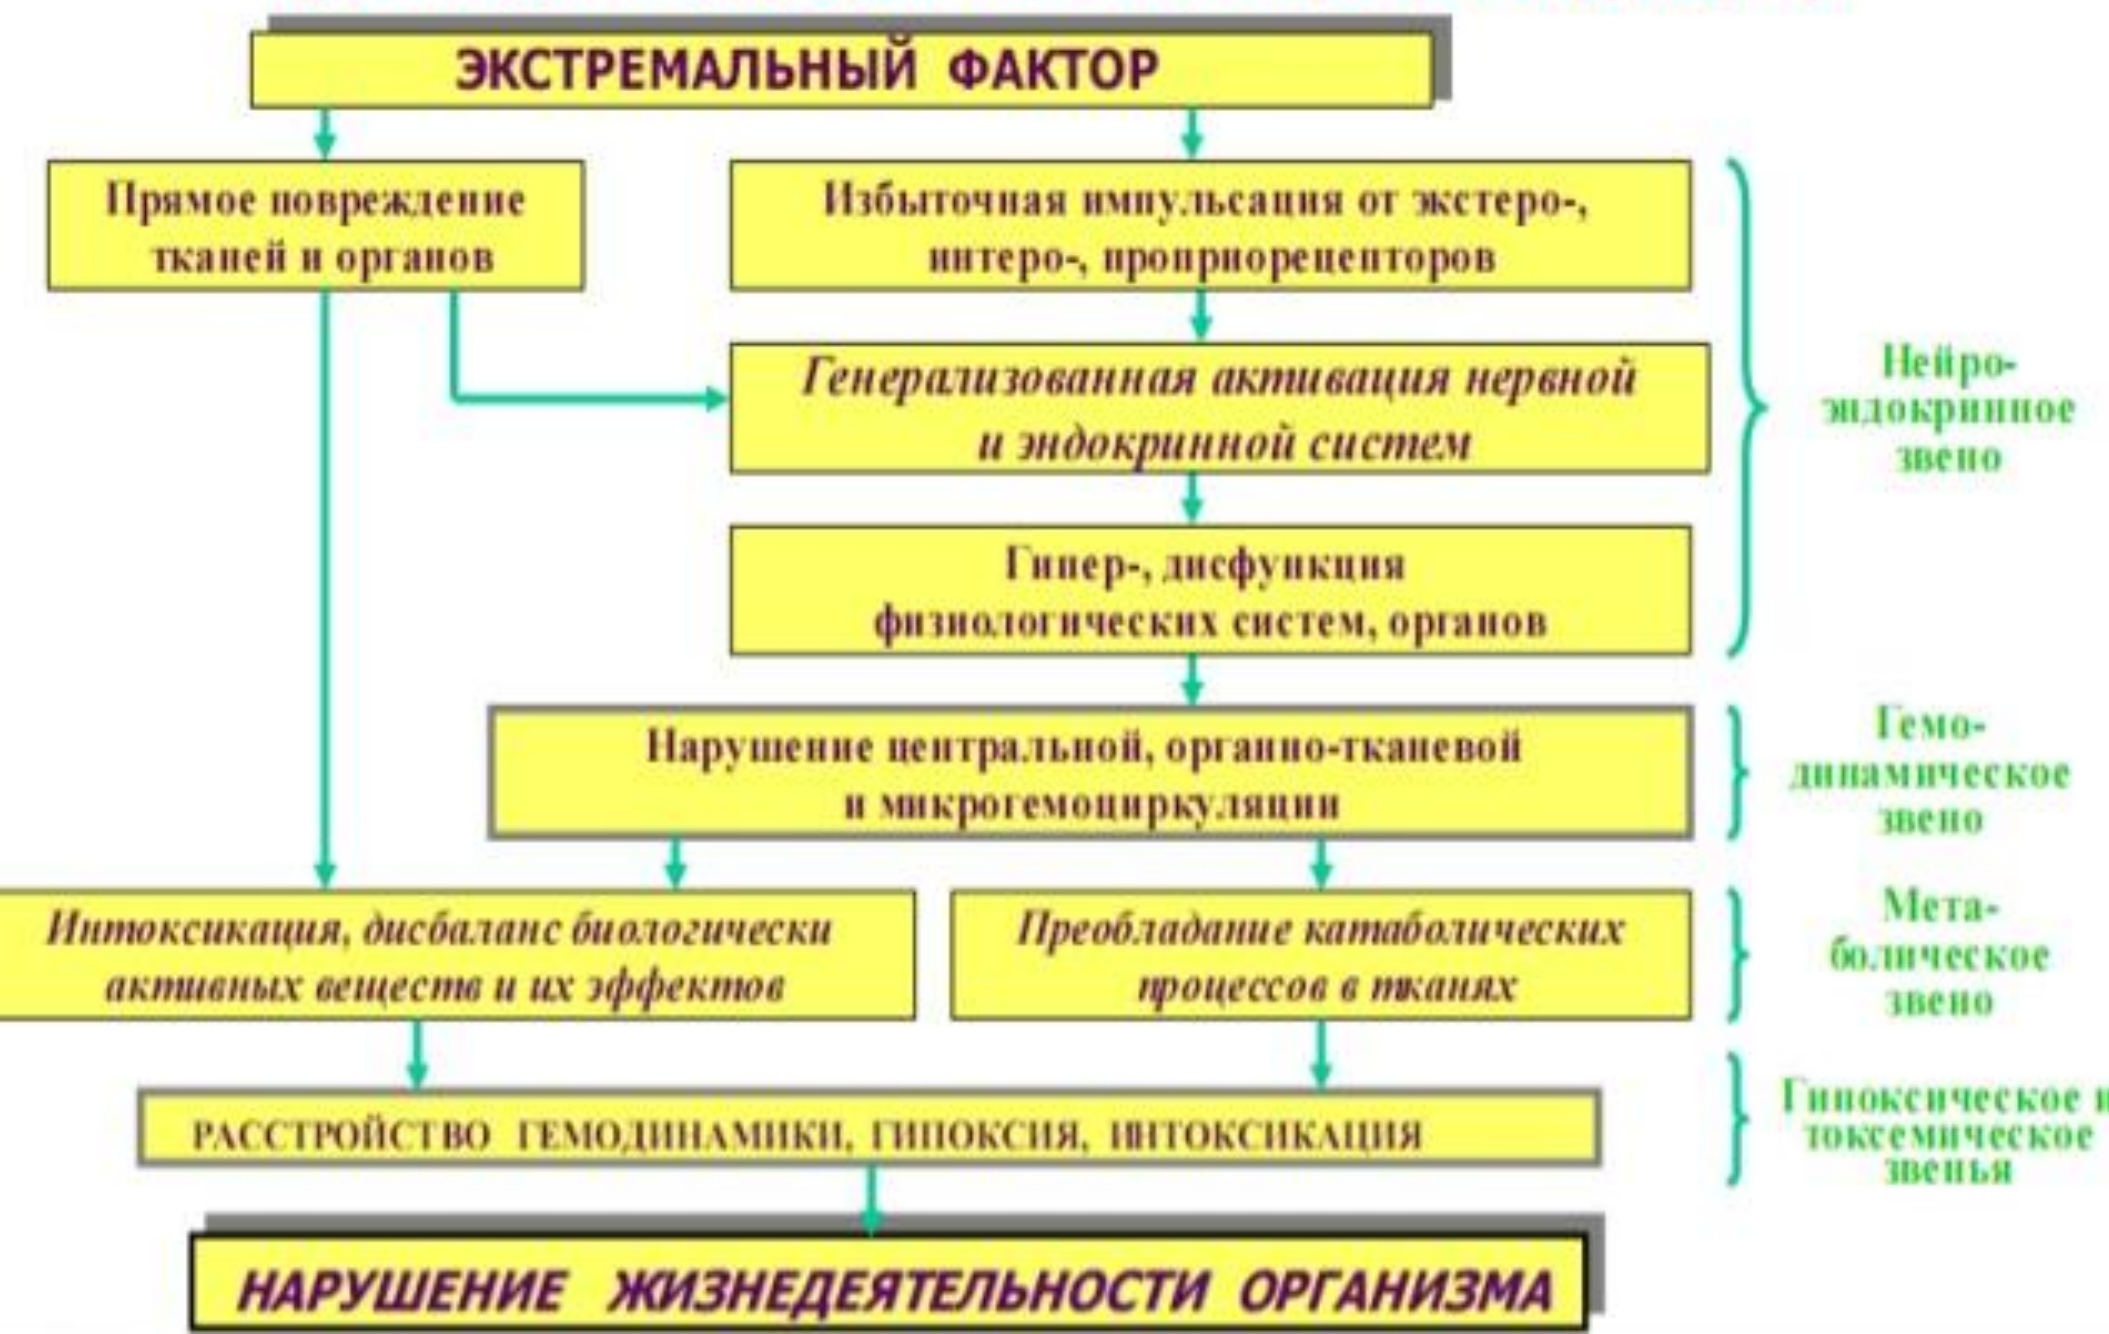 ЭКСТРЕМАЛЬНЫЙ ФАКТОР
Прямое повреждение
тканей и органов
Избыточная импульсация от экстеро-,
интеро-, проприорецепторов
Генерализованная активация нервной
и эндокринной систем
Нейро-
эндокринное
звено
Гипер-, дисфункция
физиологических систем, органов
Нарушение центральной, органно-тканевой
и микрогемоциркуляции
Гемо-
динамическое
звено
Интоксикация, дисбаланс биологически
активных веществ и их эффектов
Преобладание катаболических
процессов в тканях
Мета-
болическое
звено
РАССТРОЙСТВО ГЕМОДИНАМИКИ, ГИПОКСИЯ, ИНТОКСИКАЦИЯ
Гипоксическое и
токсемическое
звенья
НАРУШЕНИЕ ЖИЗНЕДЕЯТЕЛЬНОСТИ ОРГАНИЗМА